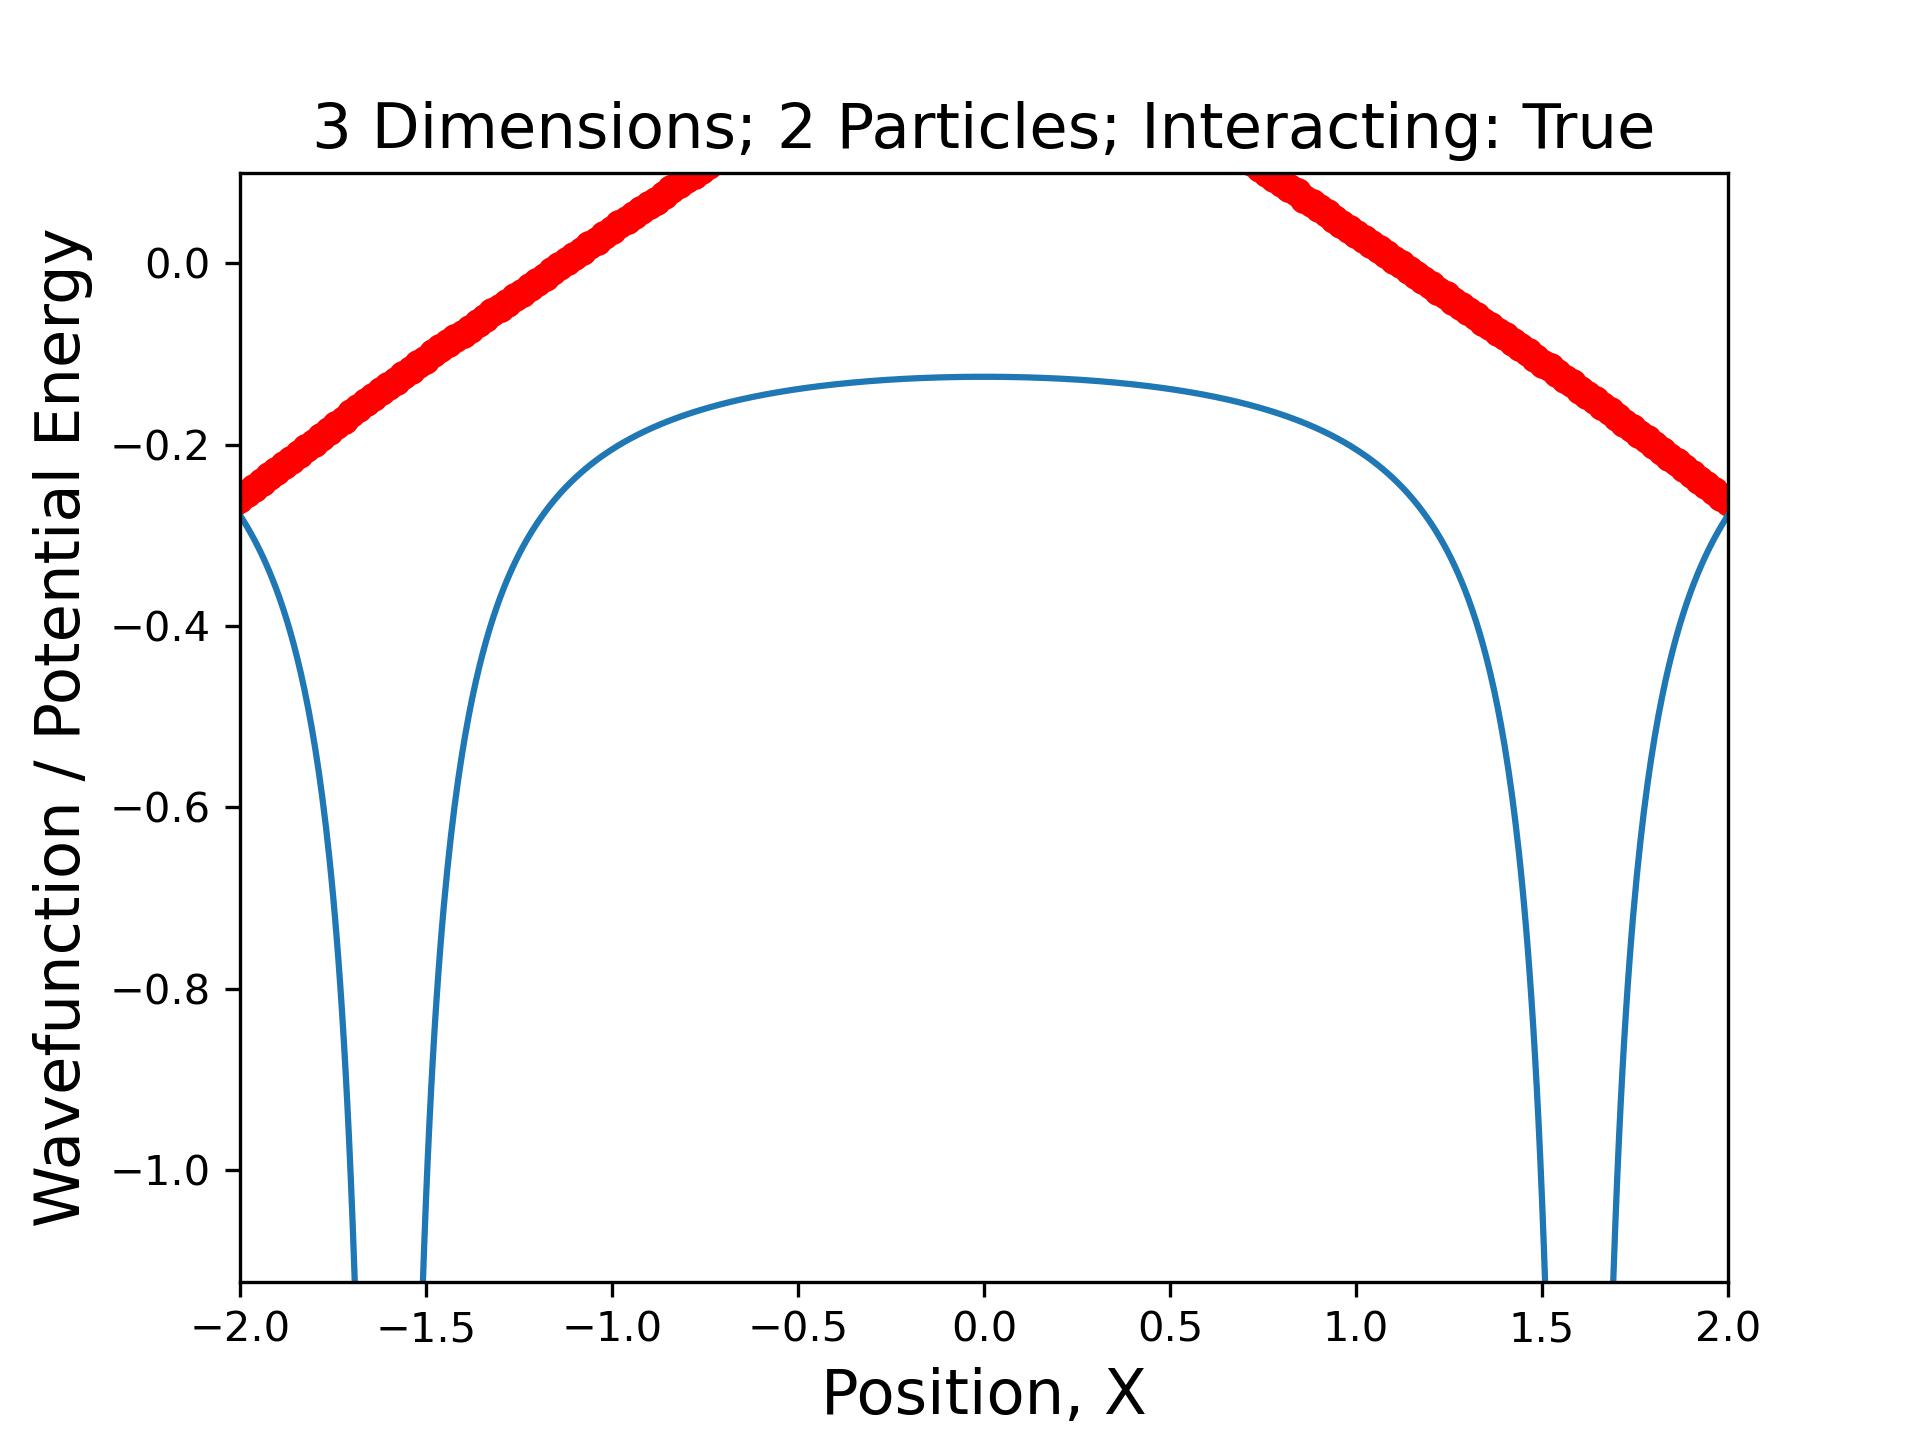 3 Dimensions; 2 Particles; Interacting: True
Wavefunction / Potential Energy
0.0
−0.2
−0.4
−0.6
−0.8
−1.0
−2.0 −1.5 −1.0 −0.5 0.0 0.5 1.0 1.5 2.0
Position, X